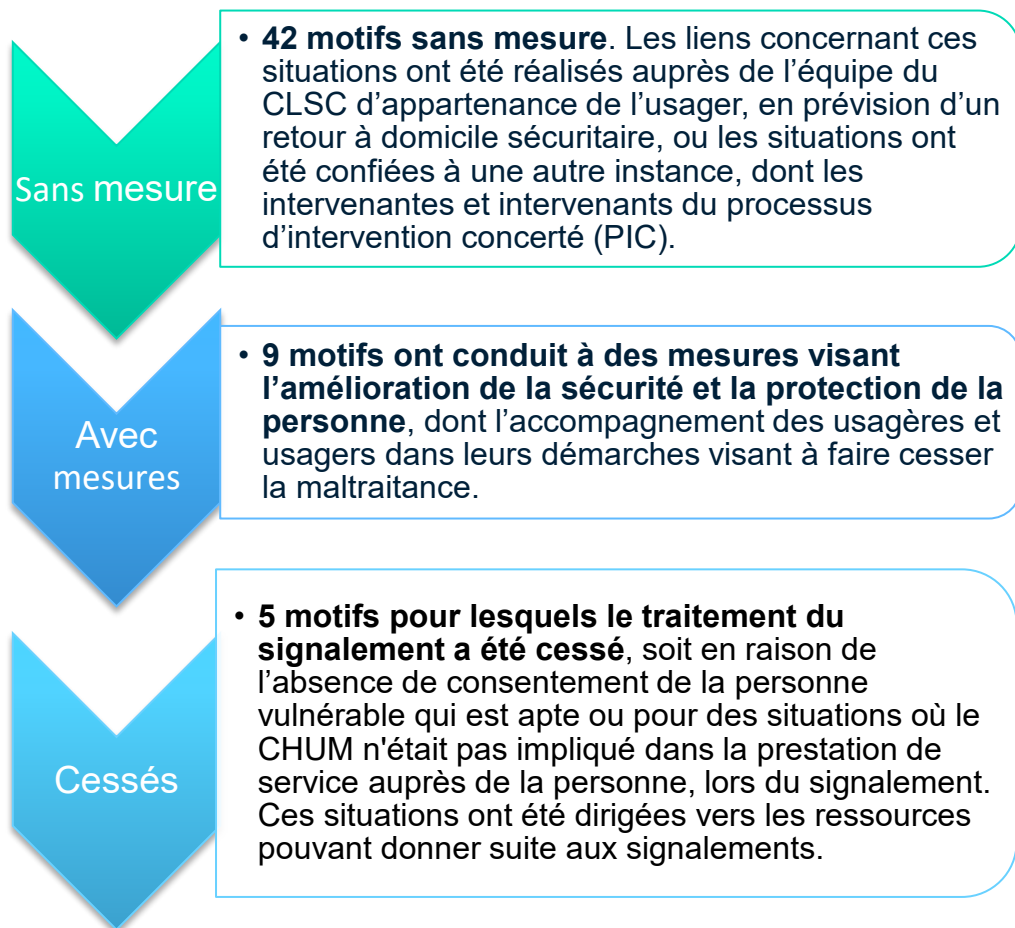 Sans mesure
• 42 motifs sans mesure. Les liens concernant ces
situations ont été réalisés auprès de l’équipe du
CLSC d’appartenance de l’usager, en prévision d’un
retour à domicile sécuritaire, ou les situations ont
été confiées à une autre instance, dont les
intervenantes et intervenants du processus
d’intervention concerté (PIC).
Avec
mesures
• 9 motifs ont conduit à des mesures visant
l’amélioration de la sécurité et la protection de la
personne, dont l’accompagnement des usagères et
usagers dans leurs démarches visant à faire cesser
la maltraitance.
Cessés
• 5 motifs pour lesquels le traitement du
signalement a été cessé, soit en raison de
l’absence de consentement de la personne
vulnérable qui est apte ou pour des situations où le
CHUM n'était pas impliqué dans la prestation de
service auprès de la personne, lors du signalement.
Ces situations ont été dirigées vers les ressources
pouvant donner suite aux signalements.